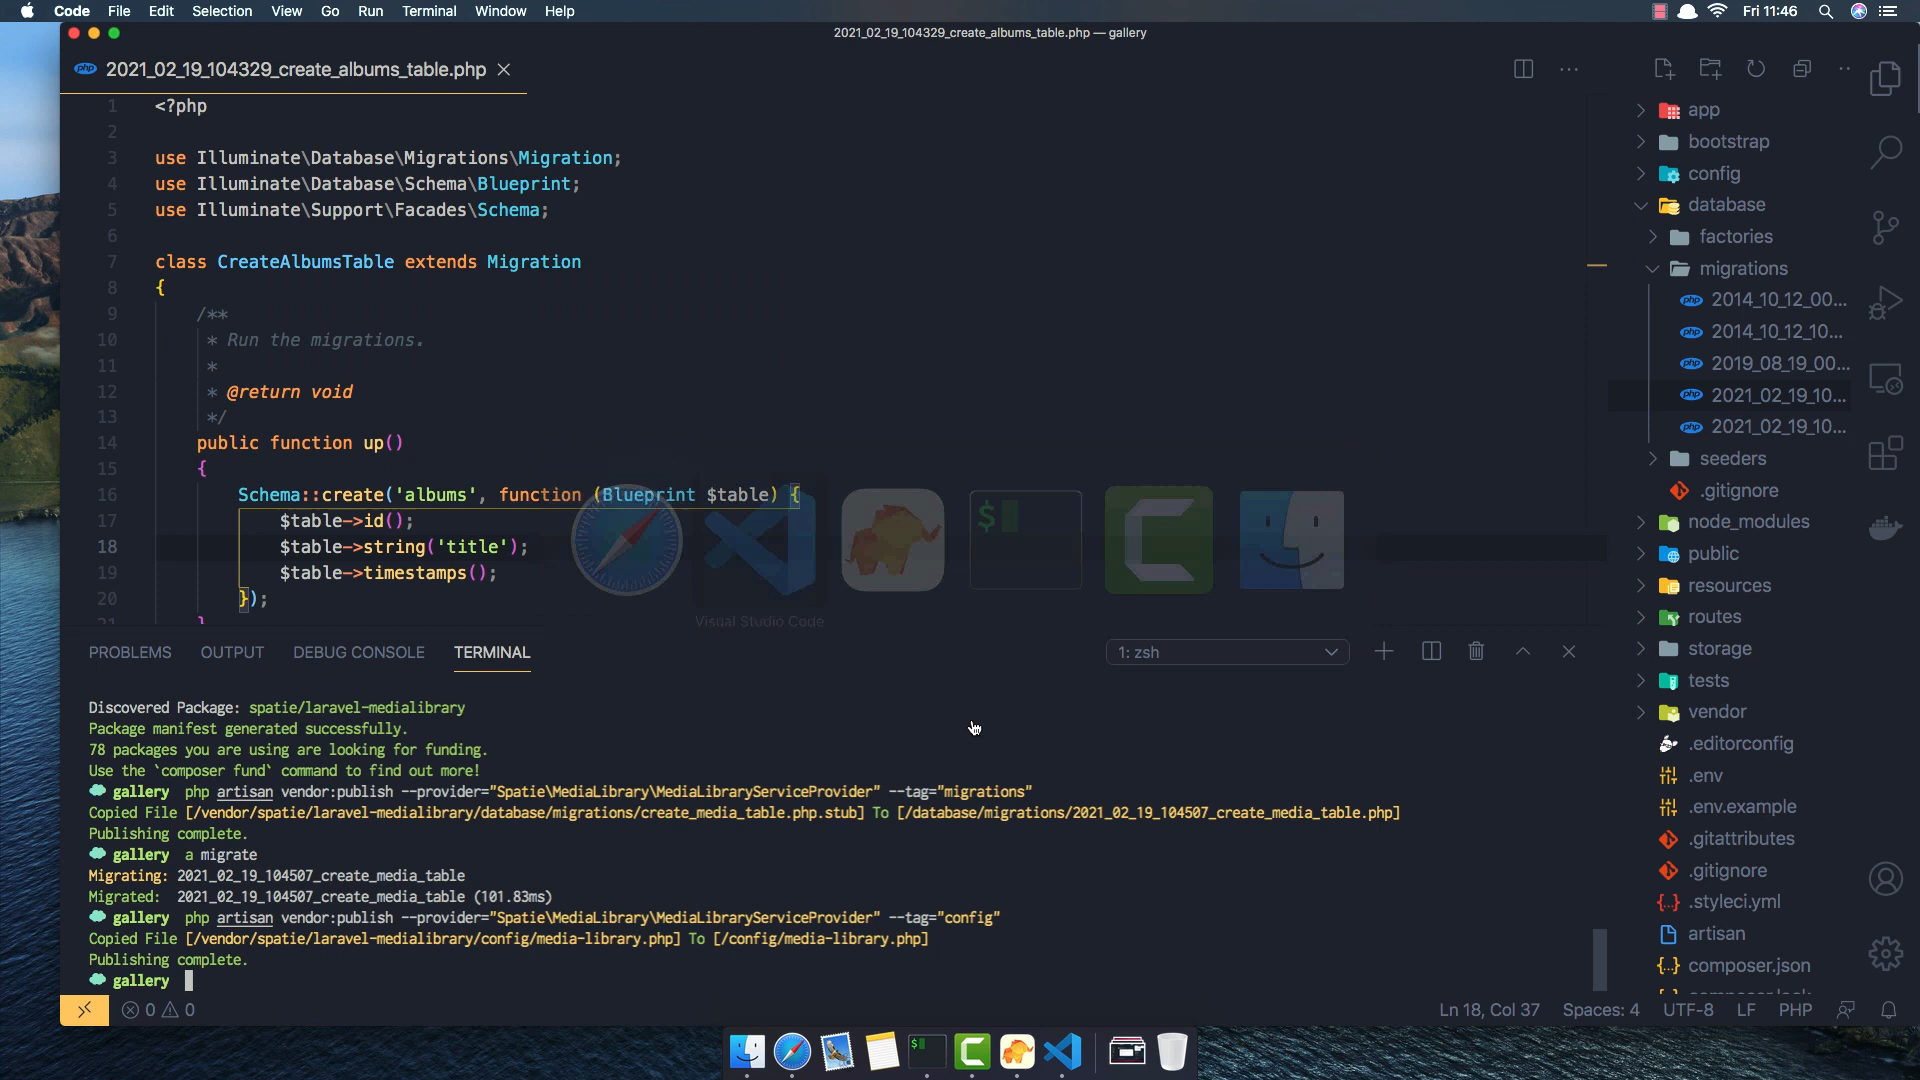 Code File Edit Selection View Go Run Terminal Window Help
Fri 11:46
2021_02_19_104329_create_albums_table.php — gallery
php 2021_02_19_104329_create_albums_table.php
1 <?php
2
3 use Illuminate\Database\Migrations\Migration;
4 use Illuminate\Database\Schema\Blueprint;
5 use Illuminate\Support\Facades\Schema;
6
7 class CreateAlbumsTable extends Migration
8 {
9 /**
10 * Run the migrations.
11 *
12 * @return void
13 */
14 public function up()
15 {
16 Schema::create('albums', function (Blueprint $table) {
17 $table->id();
18 $table->string('title');
19 $table->timestamps();
20 });
21 }
Visual Studio Code
PROBLEMS OUTPUT DEBUG CONSOLE TERMINAL
1: zsh
Discovered Package: spatie/laravel-medialibrary
Package manifest generated successfully.
78 packages you are using are looking for funding.
Use the `composer fund` command to find out more!
gallery php artisan vendor:publish --provider="Spatie\MediaLibrary\MediaLibraryServiceProvider" --tag="migrations"
Copied File [/vendor/spatie/laravel-medialibrary/database/migrations/create_media_table.php.stub] To [/database/migrations/2021_02_19_104507_create_media_table.php]
Publishing complete.
gallery a migrate
Migrating: 2021_02_19_104507_create_media_table
Migrated: 2021_02_19_104507_create_media_table (101.83ms)
gallery php artisan vendor:publish --provider="Spatie\MediaLibrary\MediaLibraryServiceProvider" --tag="config"
Copied File [/vendor/spatie/laravel-medialibrary/config/media-library.php] To [/config/media-library.php]
Publishing complete.
gallery
0 0
Ln 18, Col 37 Spaces: 4 UTF-8 LF PHP
app
bootstrap
config
database
factories
migrations
php 2014_10_12_00...
php 2014_10_12_10...
php 2019_08_19_00...
php 2021_02_19_10...
php 2021_02_19_10...
seeders
.gitignore
node_modules
public
resources
routes
storage
tests
vendor
.editorconfig
.env
.env.example
.gitattributes
.gitignore
.styleci.yml
artisan
composer.json